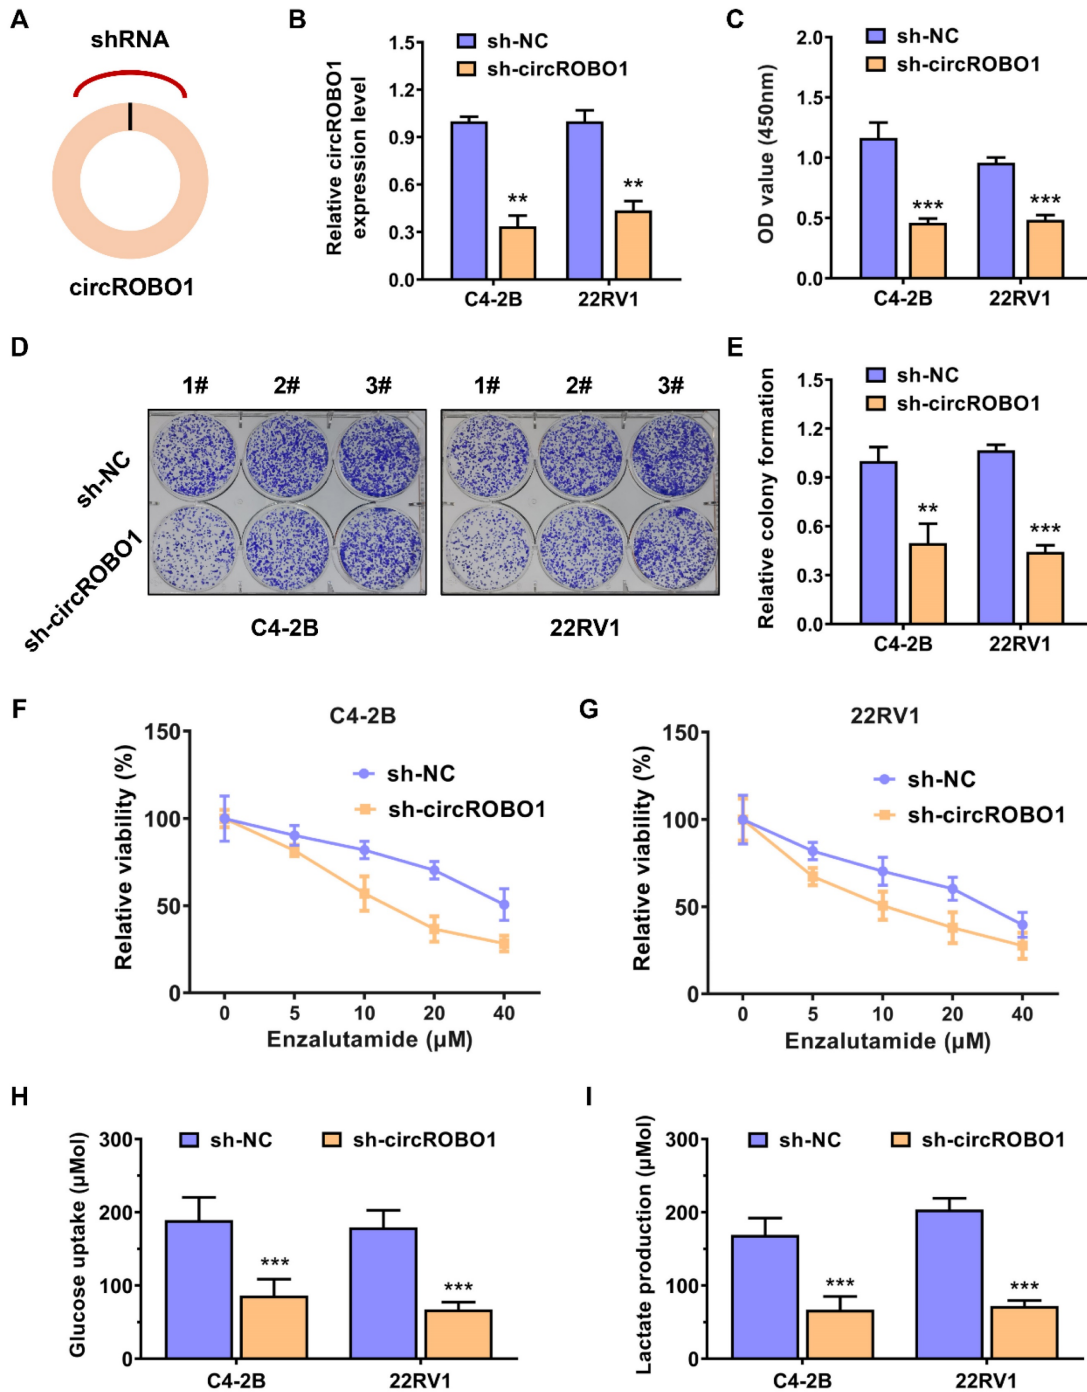 A
shRNA
circROBO1
B
sh-NC
sh-circROBO1
Relative circROBO1
expression level
1.5
1.2
0.9
0.6
0.3
0.0
**
**
C4-2B
22RV1
C
sh-NC
sh-circROBO1
OD value (450nm)
2.0
1.5
1.0
0.5
0.0
***
***
C4-2B
22RV1
D
1# 2# 3# 1# 2# 3#
sh-NC
sh-circROBO1
C4-2B
22RV1
E
sh-NC
sh-circROBO1
Relative colony formation
1.5
1.2
0.9
0.6
0.3
0.0
**
***
C4-2B
22RV1
F
C4-2B
sh-NC
sh-circROBO1
Relative viability (%)
150
100
50
0
0 5 10 20 40
Enzalutamide (μM)
G
22RV1
sh-NC
sh-circROBO1
Relative viability (%)
150
100
50
0
0 5 10 20 40
Enzalutamide (μM)
H
sh-NC
sh-circROBO1
Glucose uptake (μMol)
300
200
100
0
***
***
C4-2B
22RV1
I
sh-NC
sh-circROBO1
Lactate production (μMol)
300
200
100
0
***
***
C4-2B
22RV1